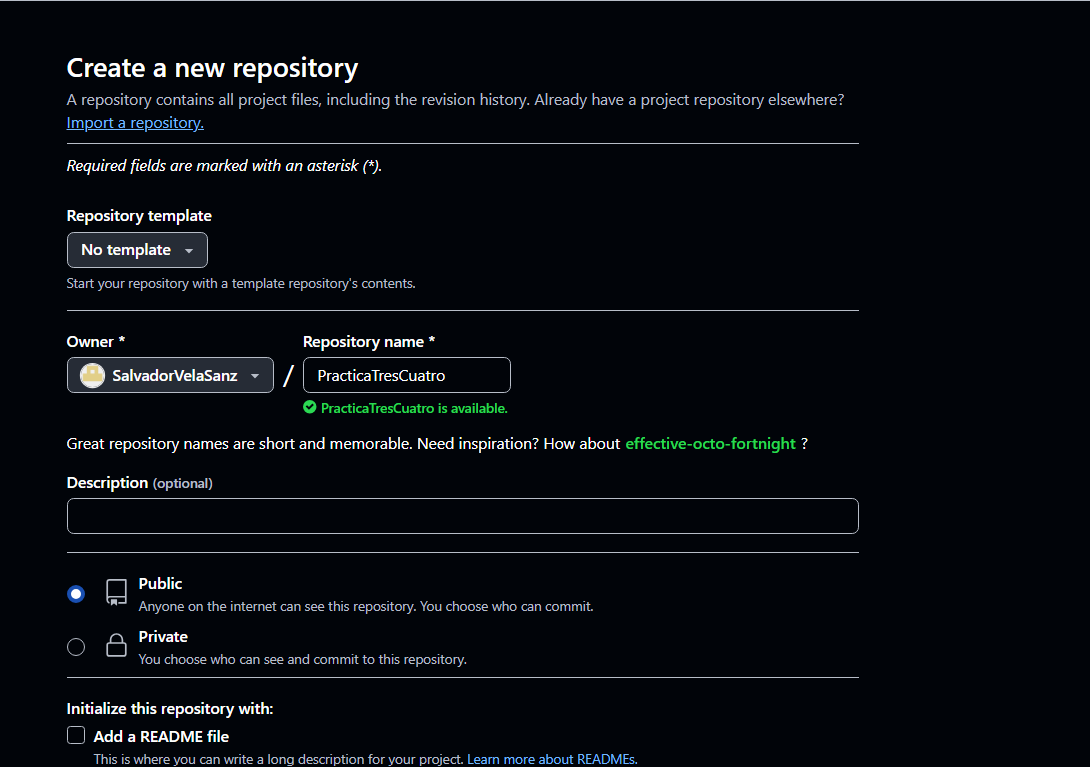 Create a new repository
A repository contains all project files, including the revision history. Already have a project repository elsewhere?
Import a repository.
Required fields are marked with an asterisk (*).
Repository template
No template
Start your repository with a template repository's contents.
Owner *
Repository name *
SalvadorVelaSanz
/
PracticaTresCuatro
PracticaTresCuatro is available.
Great repository names are short and memorable. Need inspiration? How about effective-octo-fortnight ?
Description (optional)
Public
Anyone on the internet can see this repository. You choose who can commit.
Private
You choose who can see and commit to this repository.
Initialize this repository with:
Add a README file
This is where you can write a long description for your project. Learn more about READMEs.